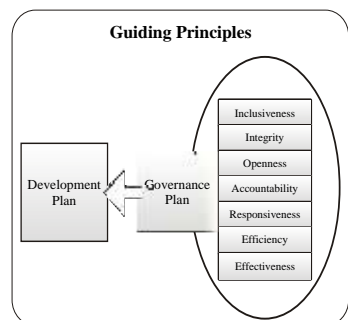 Guiding Principles
Development
Plan
Governance
Plan
Inclusiveness
Integrity
Openness
Accountability
Responsiveness
Efficiency
Effectiveness